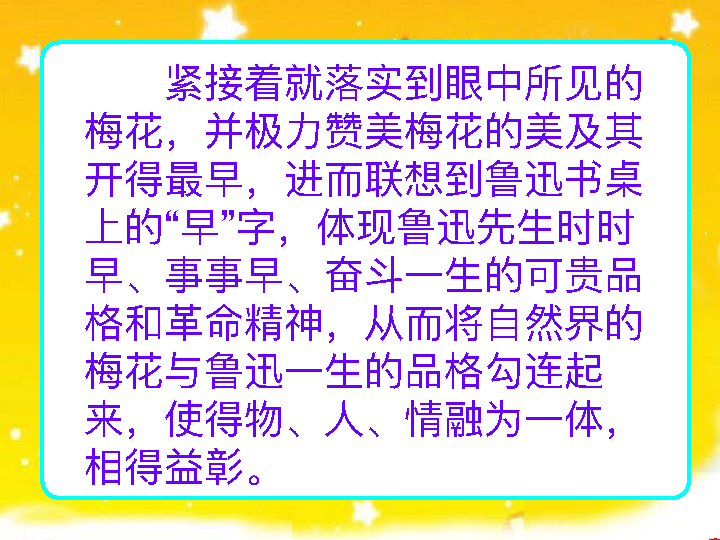 紧接着就落实到眼中所见的
梅花，并极力赞美梅花的美及其
开得最早，进而联想到鲁迅书桌
上的“早”字，体现鲁迅先生时时
早、事事早、奋斗一生的可贵品
格和革命精神，从而将自然界的
梅花与鲁迅一生的品格勾连起
来，使得物、人、情融为一体，
相得益彰。